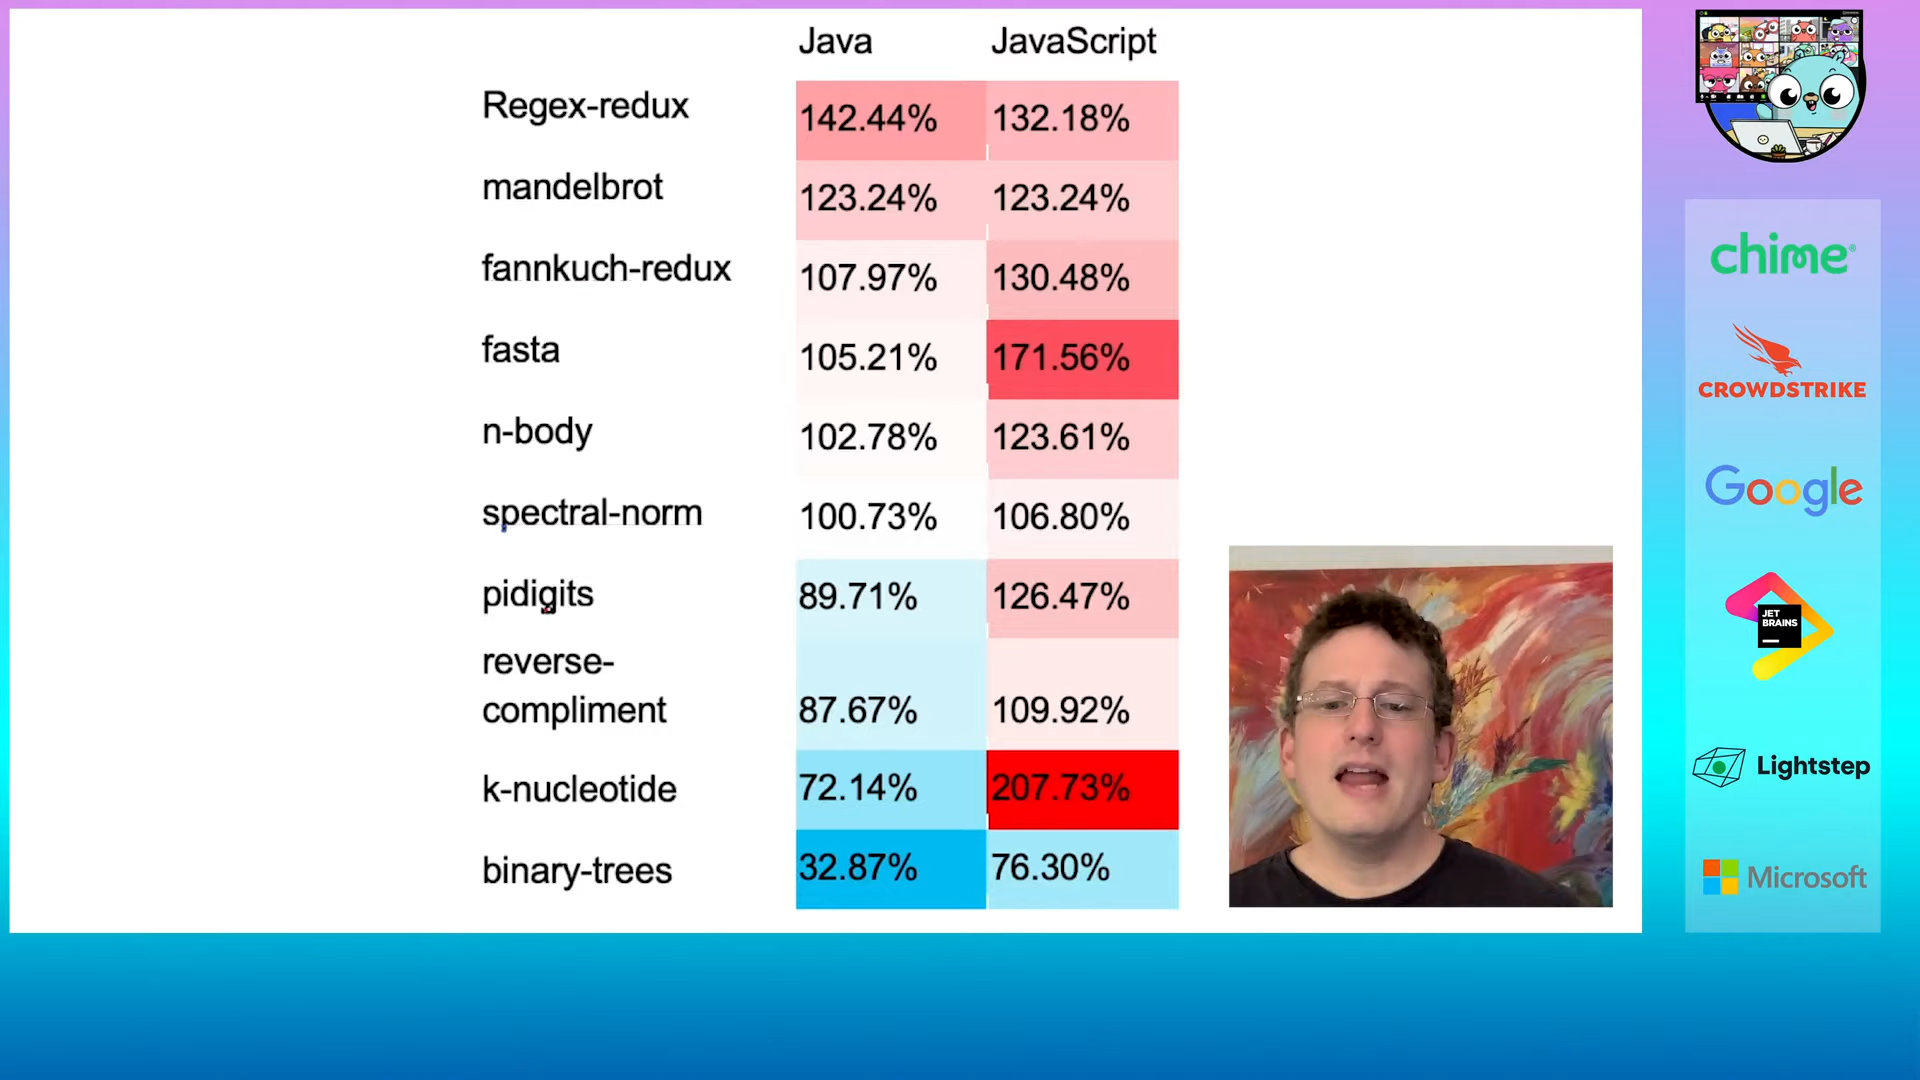 Java JavaScript
Regex-redux 142.44% 132.18%
mandelbrot 123.24% 123.24%
fannkuch-redux 107.97% 130.48%
fasta 105.21% 171.56%
n-body 102.78% 123.61%
spectral-norm 100.73% 106.80%
pidigits 89.71% 126.47%
reverse-
compliment 87.67% 109.92%
k-nucleotide 72.14% 207.73%
binary-trees 32.87% 76.30%
chime
CROWDSTRIKE
Google
JET
BRAINS
Lightstep
Microsoft